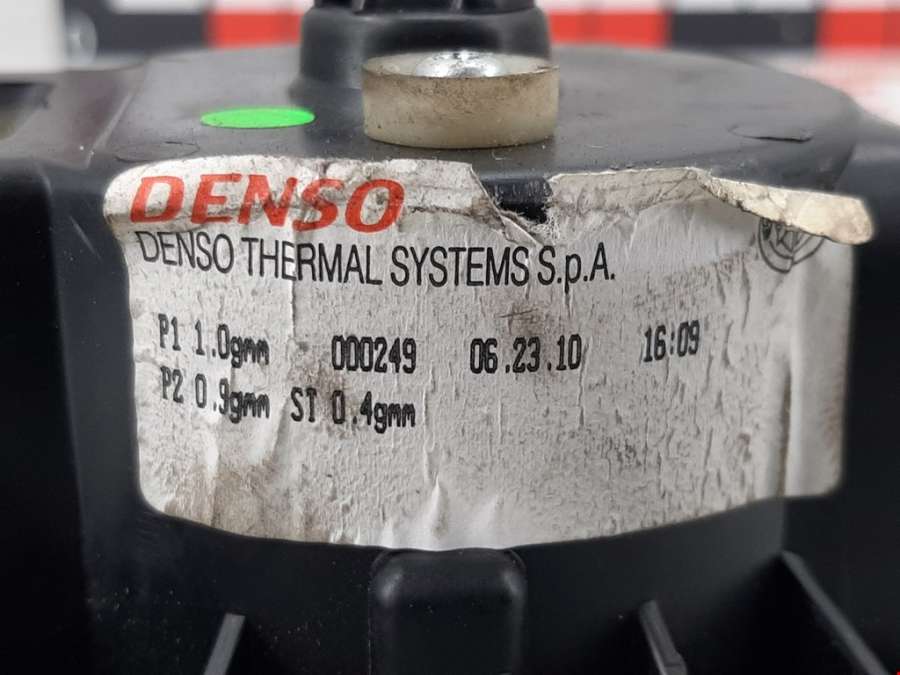 DENSO
DENSO THERMAL SYSTEMS S.p.A.
P1 1.0gmm 000249 06.23.10 16:09
P2 0.9gmm ST 0.4gmm